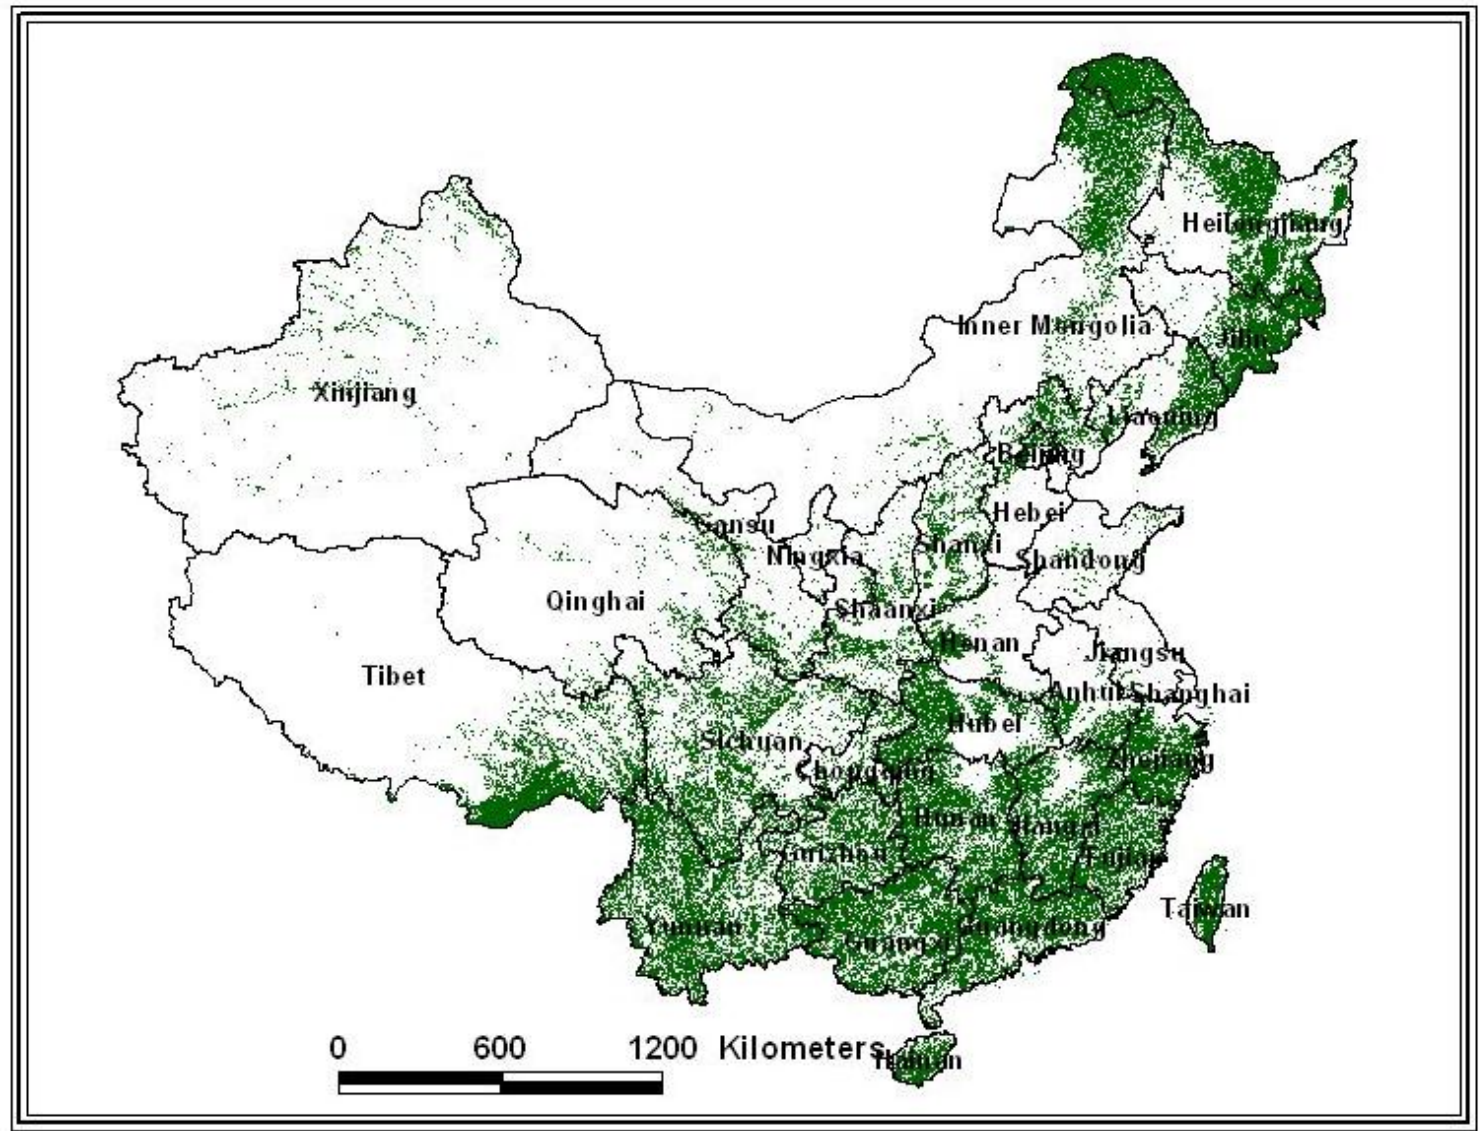 Heilongjiang
Inner Mongolia
Jilin
Xinjiang
Liaoning
Beijing
Hebei
Gansu
Shanxi
Ningxia
Shandong
Qinghai
Shaanxi
Henan
Jiangsu
Tibet
Anhui
Shanghai
Hubei
Sichuan
Zhejiang
Chongqing
Hunan
Jiangxi
Guizhou
Fujian
Taiwan
Yunnan
Guangdong
Guangxi
0 600 1200 Kilometers
Hainan